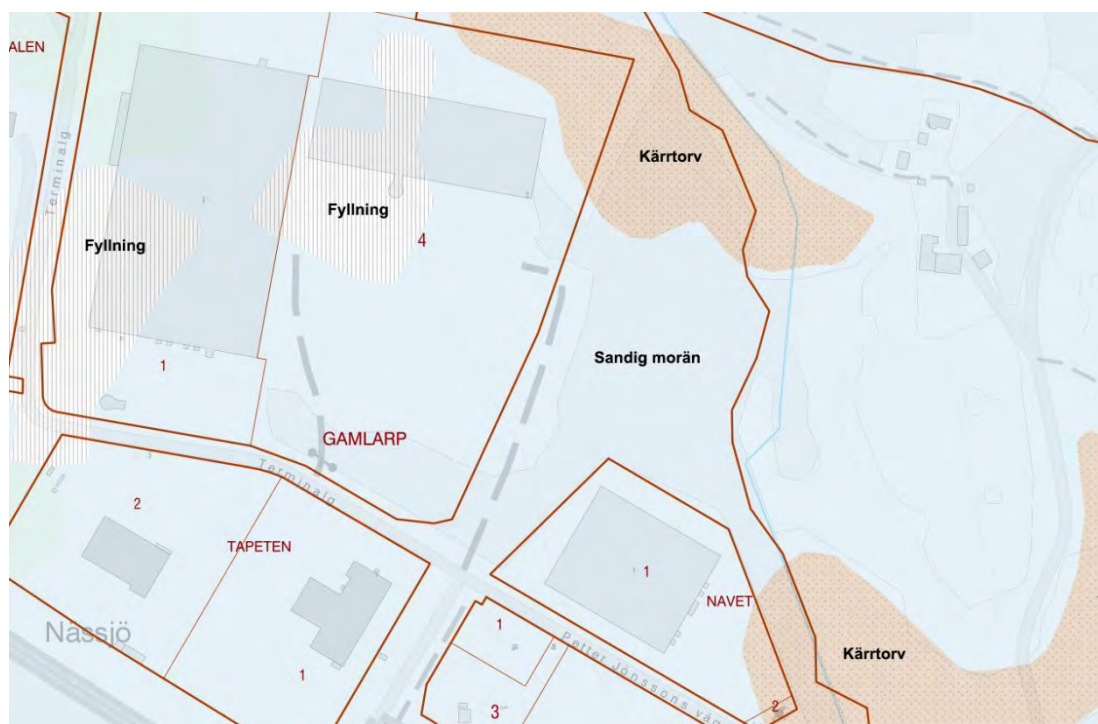 ALEN
Terminalg.
Kärrtorv
Fyllning
Fyllning
4
Sandig morän
1
GAMLARP
Terminalg.
2
TAPETEN
1
NAVET
1
Petter Jönssons väg
Nässjö
1
3
2
Kärrtorv